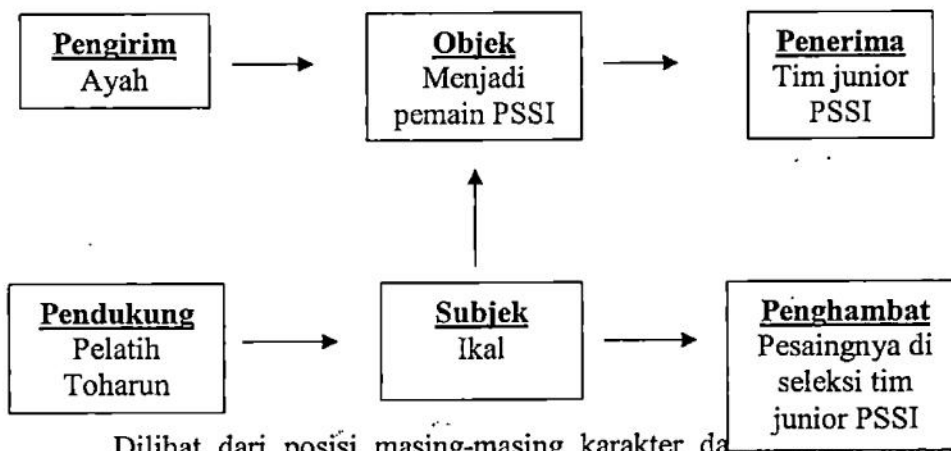 Pengirim
Ayah
Objek
Menjadi
pemain PSSI
Penerima
Tim junior
PSSI
Pendukung
Pelatih
Toharun
Subjek
Ikal
Penghambat
Pesaingnya di
seleksi tim
junior PSSI
Dilihat dari posisi masing-masing karakter